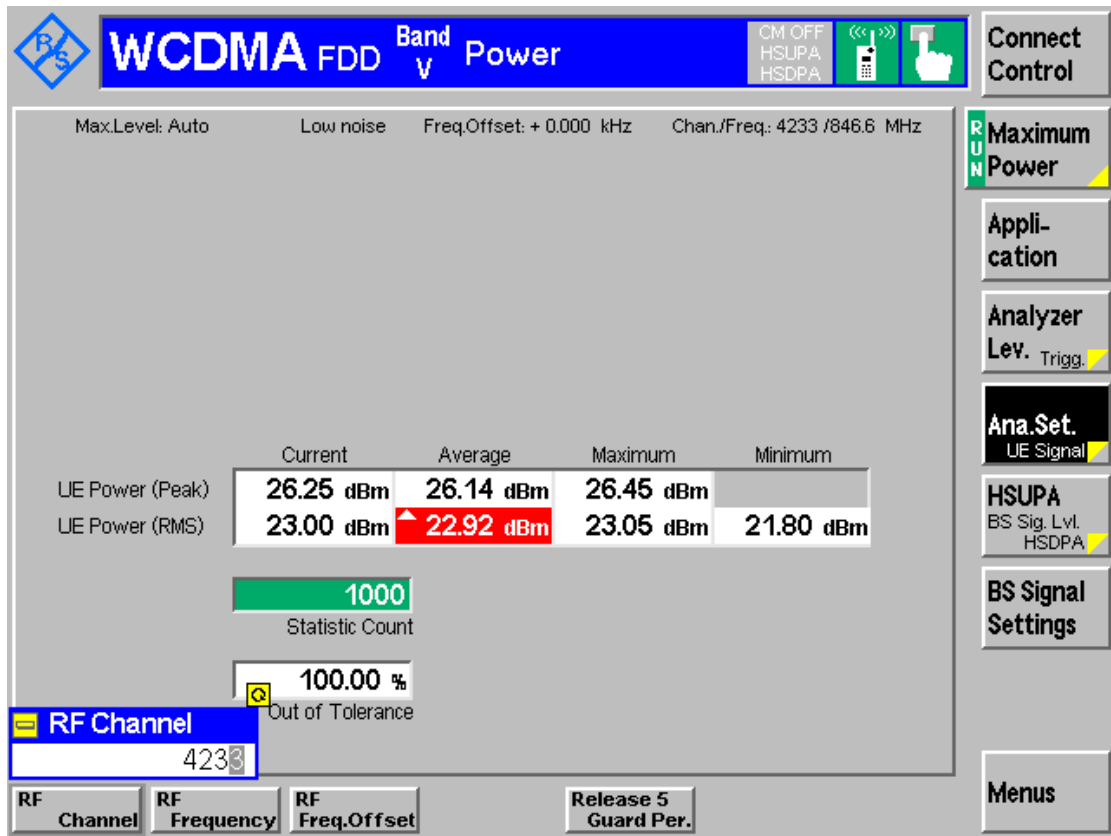 R/S WCDMA FDD Band V Power
CM OFF
HSUPA
HSDPA
Connect
Control
Max.Level: Auto Low noise Freq.Offset: + 0.000 kHz Chan./Freq.: 4233 /846.6 MHz
RUN
Maximum
Power
Appli-
cation
Analyzer
Lev. Trigg.
Ana.Set.
UE Signal
HSUPA
BS Sig. Lvl.
HSDPA
BS Signal
Settings
Current Average Maximum Minimum
UE Power (Peak) 26.25 dBm 26.14 dBm 26.45 dBm
UE Power (RMS) 23.00 dBm 22.92 dBm 23.05 dBm 21.80 dBm
1000
Statistic Count
100.00 %
Out of Tolerance
RF Channel
4233
RF
Channel
RF
Frequency
RF
Freq.Offset
Release 5
Guard Per.
Menus